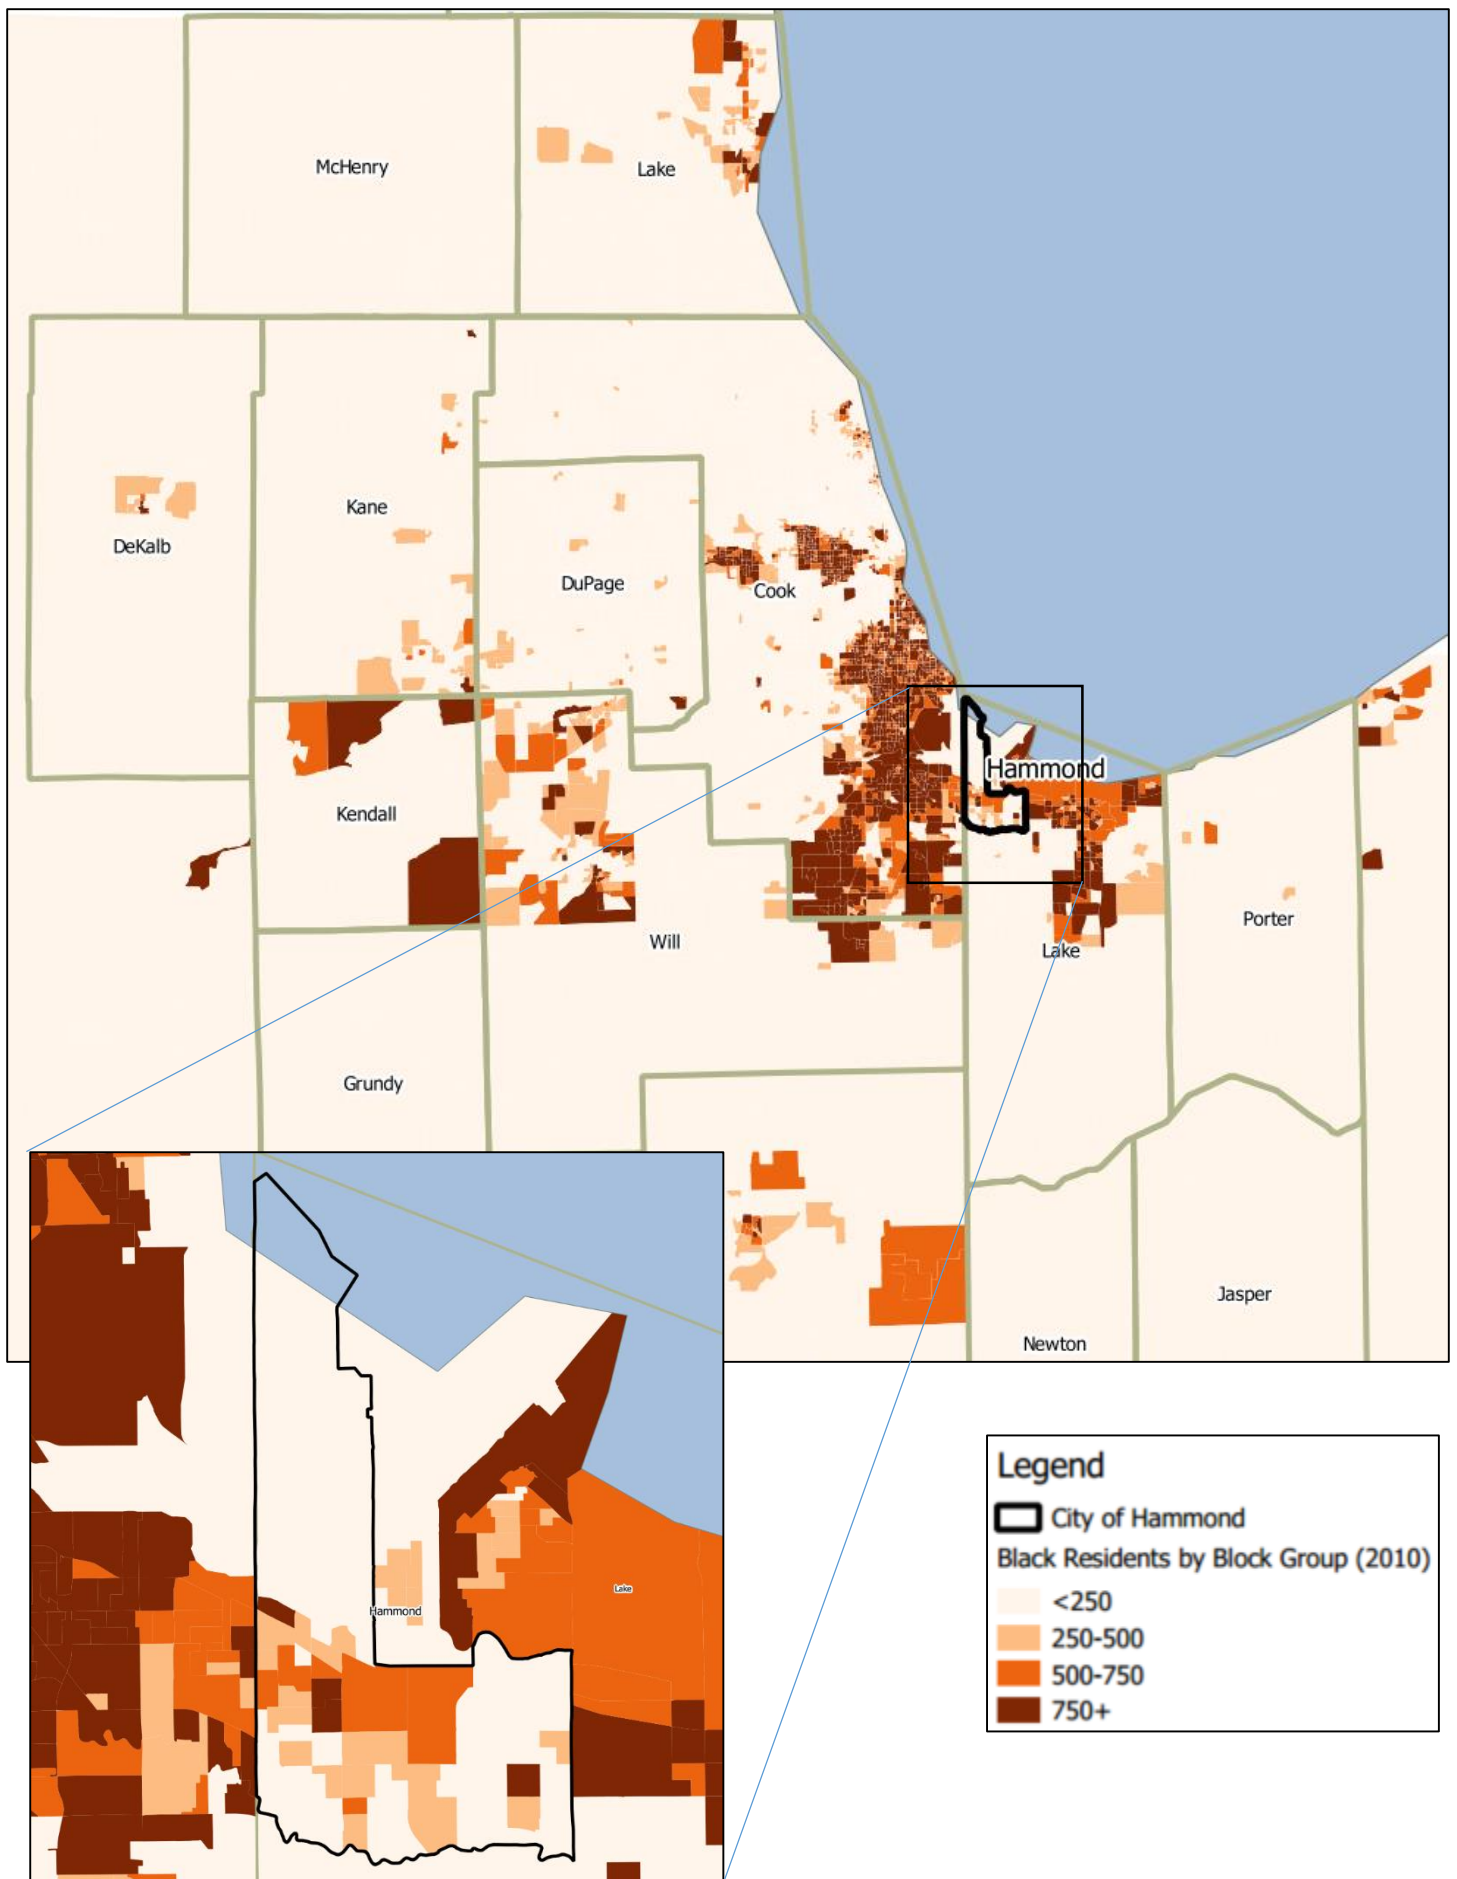 McHenry
Lake
Kane
DeKalb
DuPage
Cook
Hammond
Kendall
Will
Lake
Porter
Grundy
Jasper
Newton
Lake
Hammond
Legend
City of Hammond
Black Residents by Block Group (2010)
<250
250-500
500-750
750+